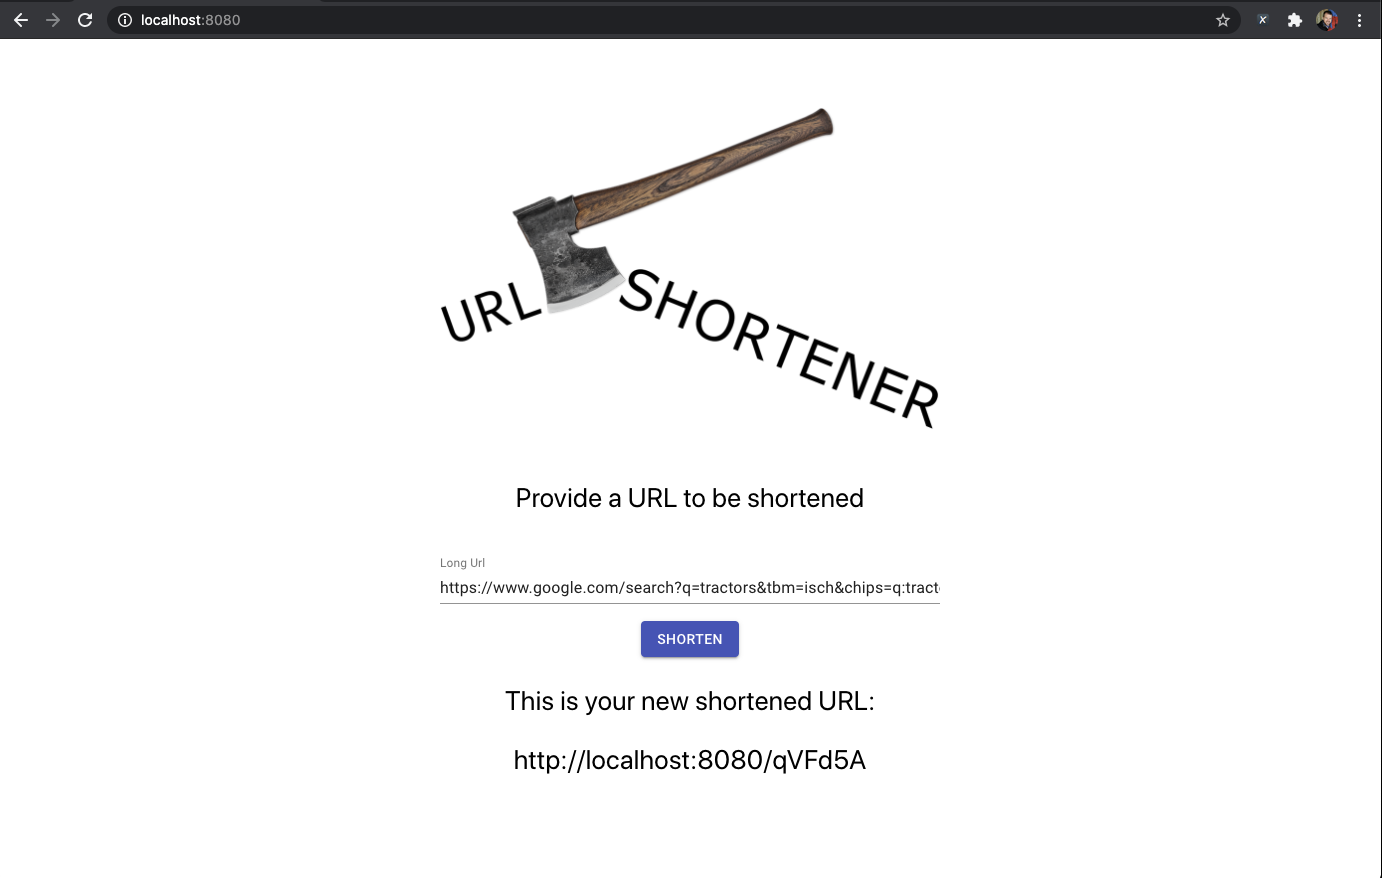 localhost:8080
URL SHORTENER
Provide a URL to be shortened
Long Url
https://www.google.com/search?q=tractors&tbm=isch&chips=q:tract
SHORTEN
This is your new shortened URL:
http://localhost:8080/qVFd5A